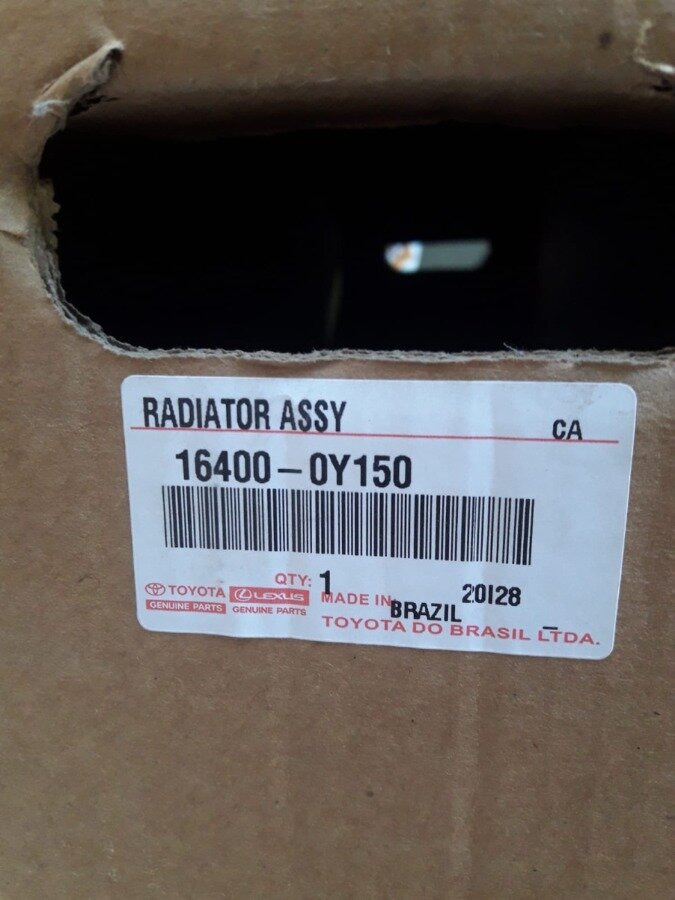 RADIATOR ASSY CA
16400-0Y150
QTY: 1 20I28
TOYOTA LEXUS MADE IN BRAZIL
GENUINE PARTS GENUINE PARTS
TOYOTA DO BRASIL LTDA.